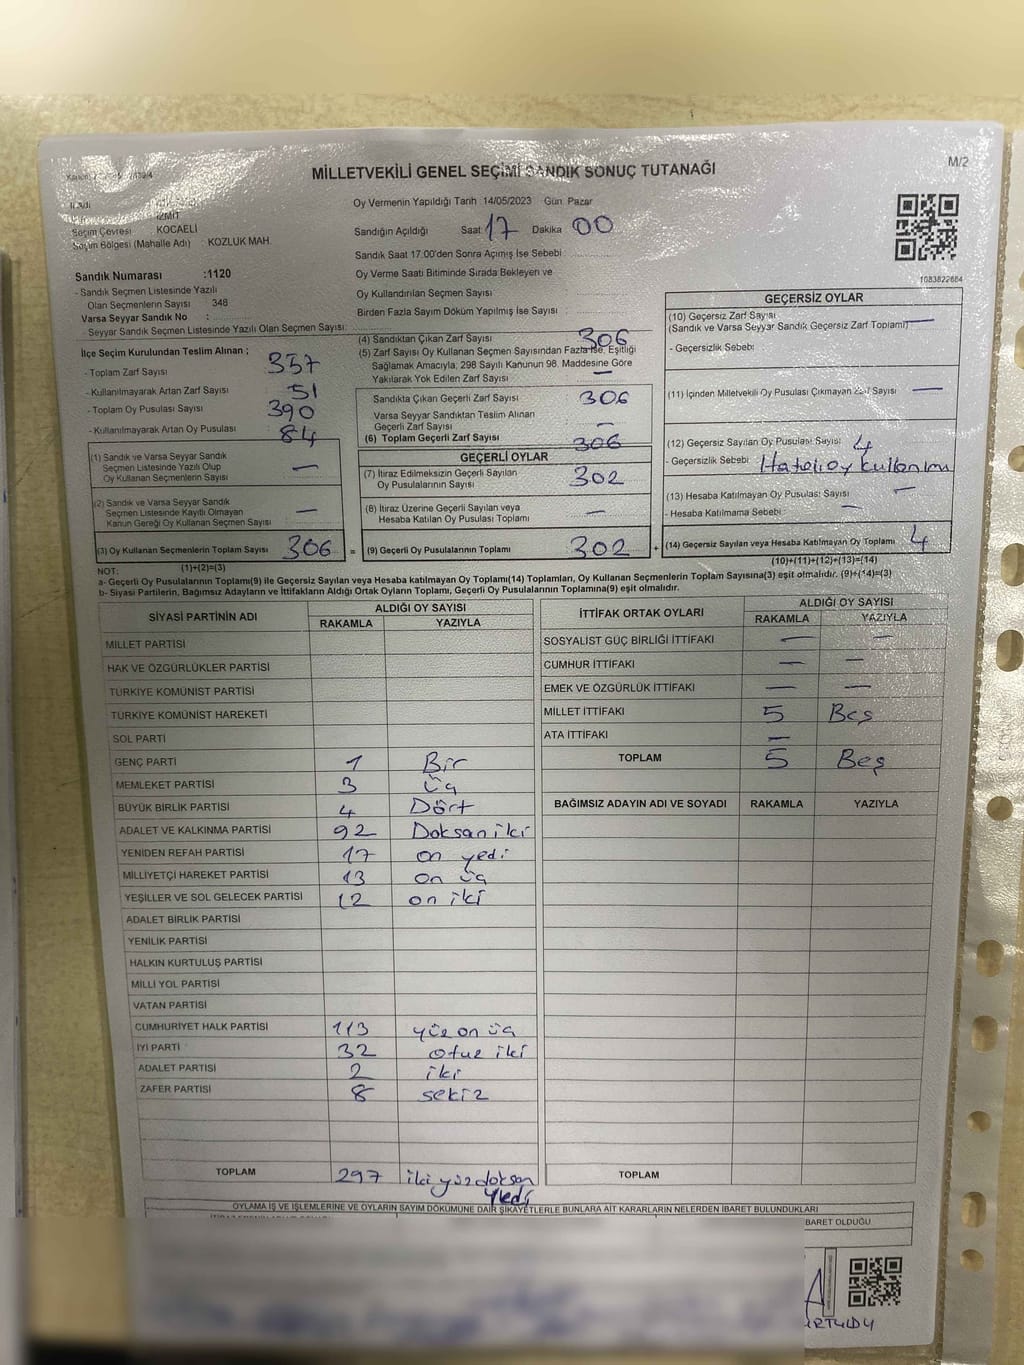 M/2
MİLLETVEKİLİ GENEL SEÇİMİ SANDIK SONUÇ TUTANAĞI
Oy Vermenin Yapıldığı Tarih 14/05/2023 Gün: Pazar
İZMİT
Seçim Çevresi KOCAELİ
Seçim Bölgesi (Mahalle Adı) : KOZLUK MAH.
Sandığın Açıldığı Saat 17 Dakika 00
Sandık Saat 17.00'den Sonra Açımış İse Sebebi
Sandık Numarası :1120
- Sandık Seçmen Listesinde Yazılı
Olan Seçmenlerin Sayısı 348
Varsa Seyyar Sandık No :
- Seyyar Sandık Seçmen Listesinde Yazılı Olan Seçmen Sayısı:
Oy Verme Saati Bitiminde Sırada Bekleyen ve
Oy Kullandırılan Seçmen Sayısı
Birden Fazla Sayım Döküm Yapılmış İse Sayısı :
1083822664
İlçe Seçim Kurulundan Teslim Alınan ;
- Toplam Zarf Sayısı 357
- Kullanılmayarak Artan Zarf Sayısı 51
- Toplam Oy Pusulası Sayısı 390
- Kullanılmayarak Artan Oy Pusulası 84
(1) Sandık ve Varsa Seyyar Sandık
Seçmen Listesinde Yazılı Olup
Oy Kullanan Seçmenlerin Sayısı —
(2) Sandık ve Varsa Seyyar Sandık
Seçmen Listesinde Kayıtlı Olmayan
Kanun Gereği Oy Kullanan Seçmen Sayısı —
(3) Oy Kullanan Seçmenlerin Toplam Sayısı 306 =
(1)+(2)=(3)
(4) Sandıktan Çıkan Zarf Sayısı 306
(5) Zarf Sayısı Oy Kullanan Seçmen Sayısından Fazla İse, Eşitliği
Sağlamak Amacıyla, 298 Sayılı Kanunun 98. Maddesine Göre
Yakılarak Yok Edilen Zarf Sayısı —
Sandıkta Çıkan Geçerli Zarf Sayısı 306
Varsa Seyyar Sandıktan Teslim Alınan
Geçerli Zarf Sayısı —
(6) Toplam Geçerli Zarf Sayısı 306
GEÇERLİ OYLAR
(7) İtiraz Edilmeksizin Geçerli Sayılan
Oy Pusulalarının Sayısı 302
(8) İtiraz Üzerine Geçerli Sayılan veya
Hesaba Katılan Oy Pusulası Toplamı —
(9) Geçerli Oy Pusulalarının Toplamı 302 +
GEÇERSİZ OYLAR
(10) Geçersiz Zarf Sayısı
(Sandık ve Varsa Seyyar Sandık Geçersiz Zarf Toplamı) —
- Geçersizlik Sebebi
(11) İçinden Milletvekili Oy Pusulası Çıkmayan Zarf Sayısı —
(12) Geçersiz Sayılan Oy Pusulası Sayısı 4
- Geçersizlik Sebebi Hatalı oy kullanımı
(13) Hesaba Katılmayan Oy Pusulası Sayısı —
- Hesaba Katılmama Sebebi —
(14) Geçersiz Sayılan veya Hesaba Katılmayan Oy Toplamı 4
(10)+(11)+(12)+(13)=(14)
NOT:
a- Geçerli Oy Pusulalarının Toplamı(9) ile Geçersiz Sayılan veya Hesaba katılmayan Oy Toplamı(14) Toplamları, Oy Kullanan Seçmenlerin Toplam Sayısına(3) eşit olmalıdır. (9)+(14)=(3)
b- Siyasi Partilerin, Bağımsız Adayların ve İttifakların Aldığı Ortak Oyların Toplamı, Geçerli Oy Pusulalarının Toplamına(9) eşit olmalıdır.
SİYASİ PARTİNİN ADI ALDIĞI OY SAYISI
RAKAMLA YAZIYLA
MİLLET PARTİSİ
HAK VE ÖZGÜRLÜKLER PARTİSİ
TÜRKİYE KOMÜNİST PARTİSİ
TÜRKİYE KOMÜNİST HAREKETİ
SOL PARTİ
GENÇ PARTİ 1 Bir
MEMLEKET PARTİSİ 3 Üç
BÜYÜK BİRLİK PARTİSİ 4 Dört
ADALET VE KALKINMA PARTİSİ 92 Doksan iki
YENİDEN REFAH PARTİSİ 17 on yedi
MİLLİYETÇİ HAREKET PARTİSİ 13 on üç
YEŞİLLER VE SOL GELECEK PARTİSİ 12 on iki
ADALET BİRLİK PARTİSİ
YENİLİK PARTİSİ
HALKIN KURTULUŞ PARTİSİ
MİLLİ YOL PARTİSİ
VATAN PARTİSİ
CUMHURİYET HALK PARTİSİ 113 yüz on üç
İYİ PARTİ 32 otuz iki
ADALET PARTİSİ 2 iki
ZAFER PARTİSİ 8 sekiz
TOPLAM 297 iki yüz doksan
yedi
İTTİFAK ORTAK OYLARI ALDIĞI OY SAYISI
RAKAMLA YAZIYLA
SOSYALİST GÜÇ BİRLİĞİ İTTİFAKI — —
CUMHUR İTTİFAKI — —
EMEK VE ÖZGÜRLÜK İTTİFAKI — —
MİLLET İTTİFAKI 5 Beş
ATA İTTİFAKI —
TOPLAM 5 Beş
BAĞIMSIZ ADAYIN ADI VE SOYADI RAKAMLA YAZIYLA
TOPLAM
OYLAMA İŞ VE İŞLEMLERİNE VE OYLARIN SAYIM DÖKÜMÜNE DAİR ŞİKAYETLERLE BUNLARA AİT KARARLARIN NELERDEN İBARET BULUNDUKLARI
BARET OLDUĞU